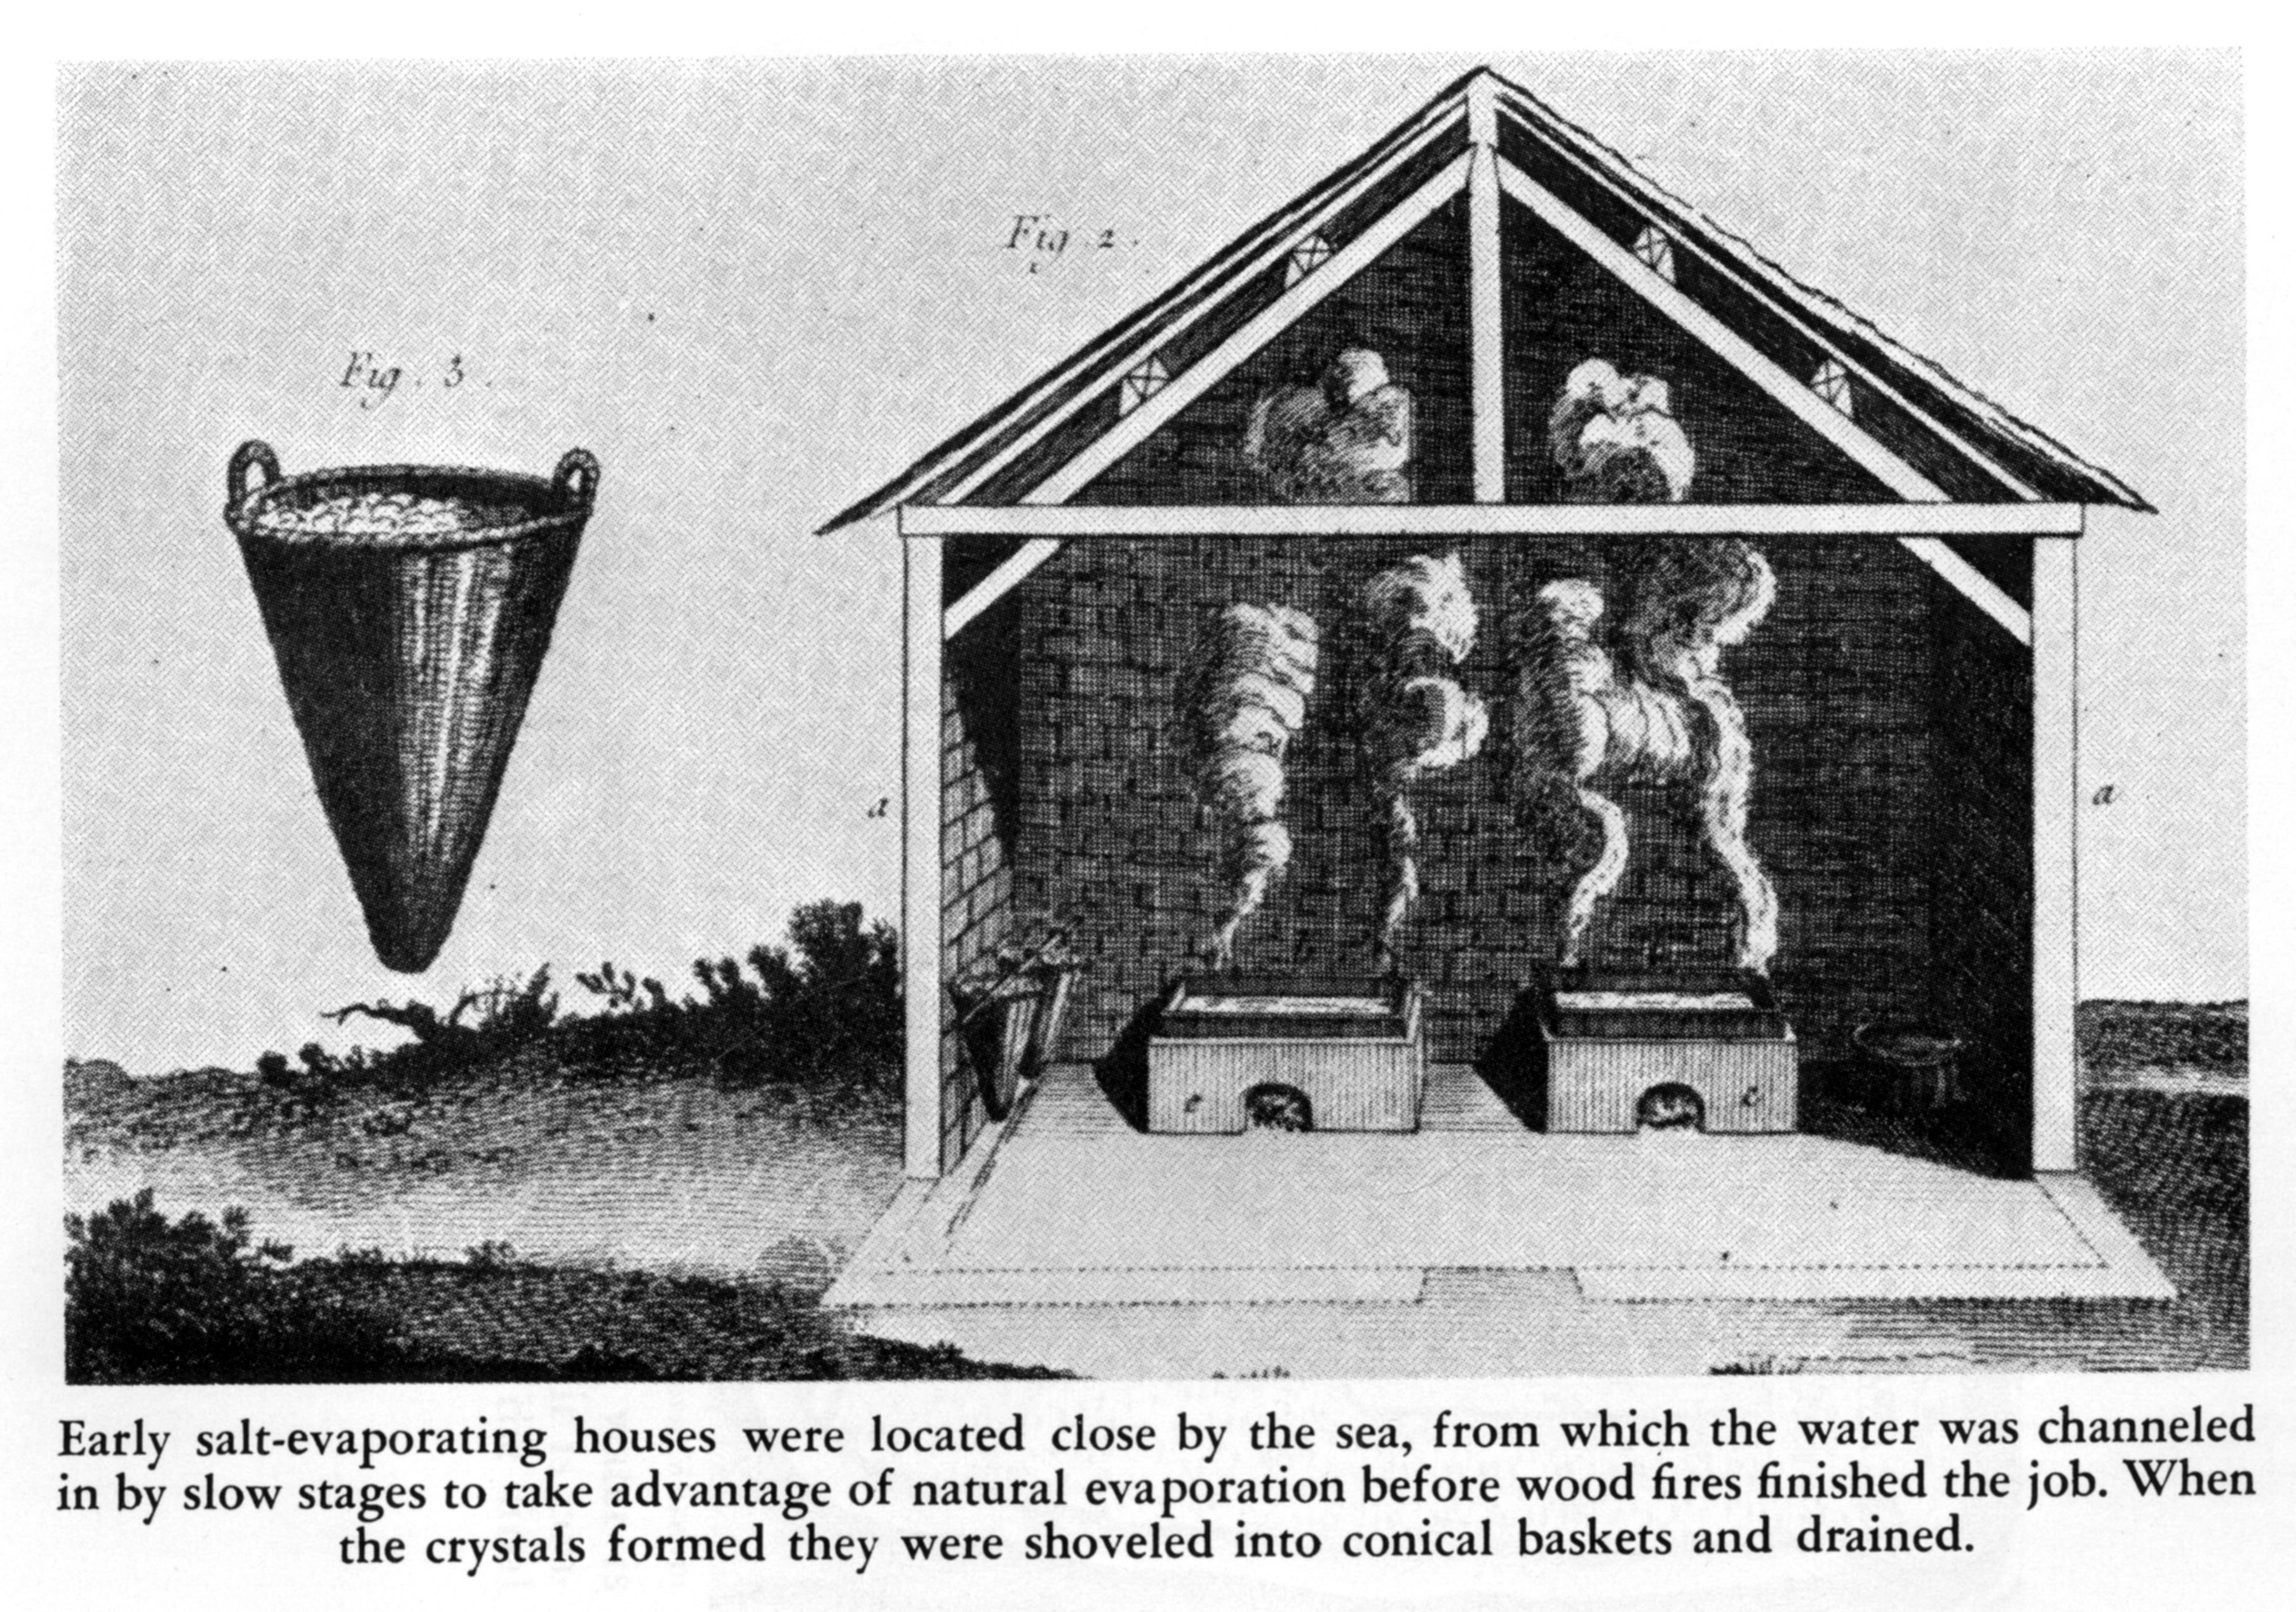 Fig. 2.
Fig. 3.
a
a
c
c
Early salt-evaporating houses were located close by the sea, from which the water was channeled
in by slow stages to take advantage of natural evaporation before wood fires finished the job. When
the crystals formed they were shoveled into conical baskets and drained.